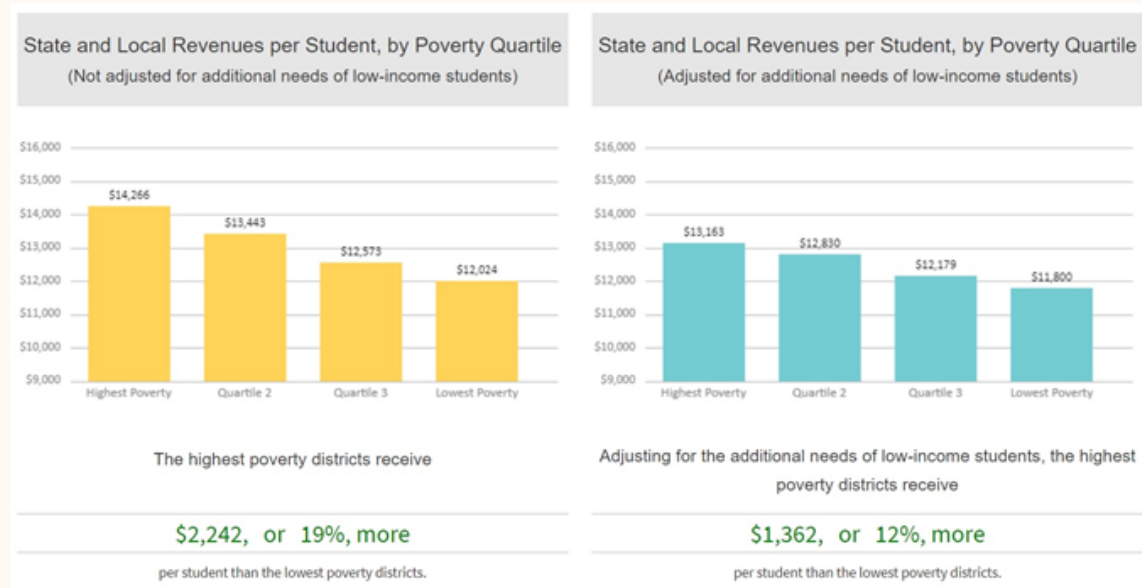 State and Local Revenues per Student, by Poverty Quartile
(Not adjusted for additional needs of low-income students)
$16,000
$15,000
$14,000
$13,000
$12,000
$11,000
$10,000
$9,000
$14,266
$13,443
$12,573
$12,024
Highest Poverty
Quartile 2
Quartile 3
Lowest Poverty
The highest poverty districts receive
$2,242, or 19%, more
per student than the lowest poverty districts.
State and Local Revenues per Student, by Poverty Quartile
(Adjusted for additional needs of low-income students)
$16,000
$15,000
$14,000
$13,000
$12,000
$11,000
$10,000
$9,000
$13,163
$12,830
$12,179
$11,800
Highest Poverty
Quartile 2
Quartile 3
Lowest Poverty
Adjusting for the additional needs of low-income students, the highest
poverty districts receive
$1,362, or 12%, more
per student than the lowest poverty districts.